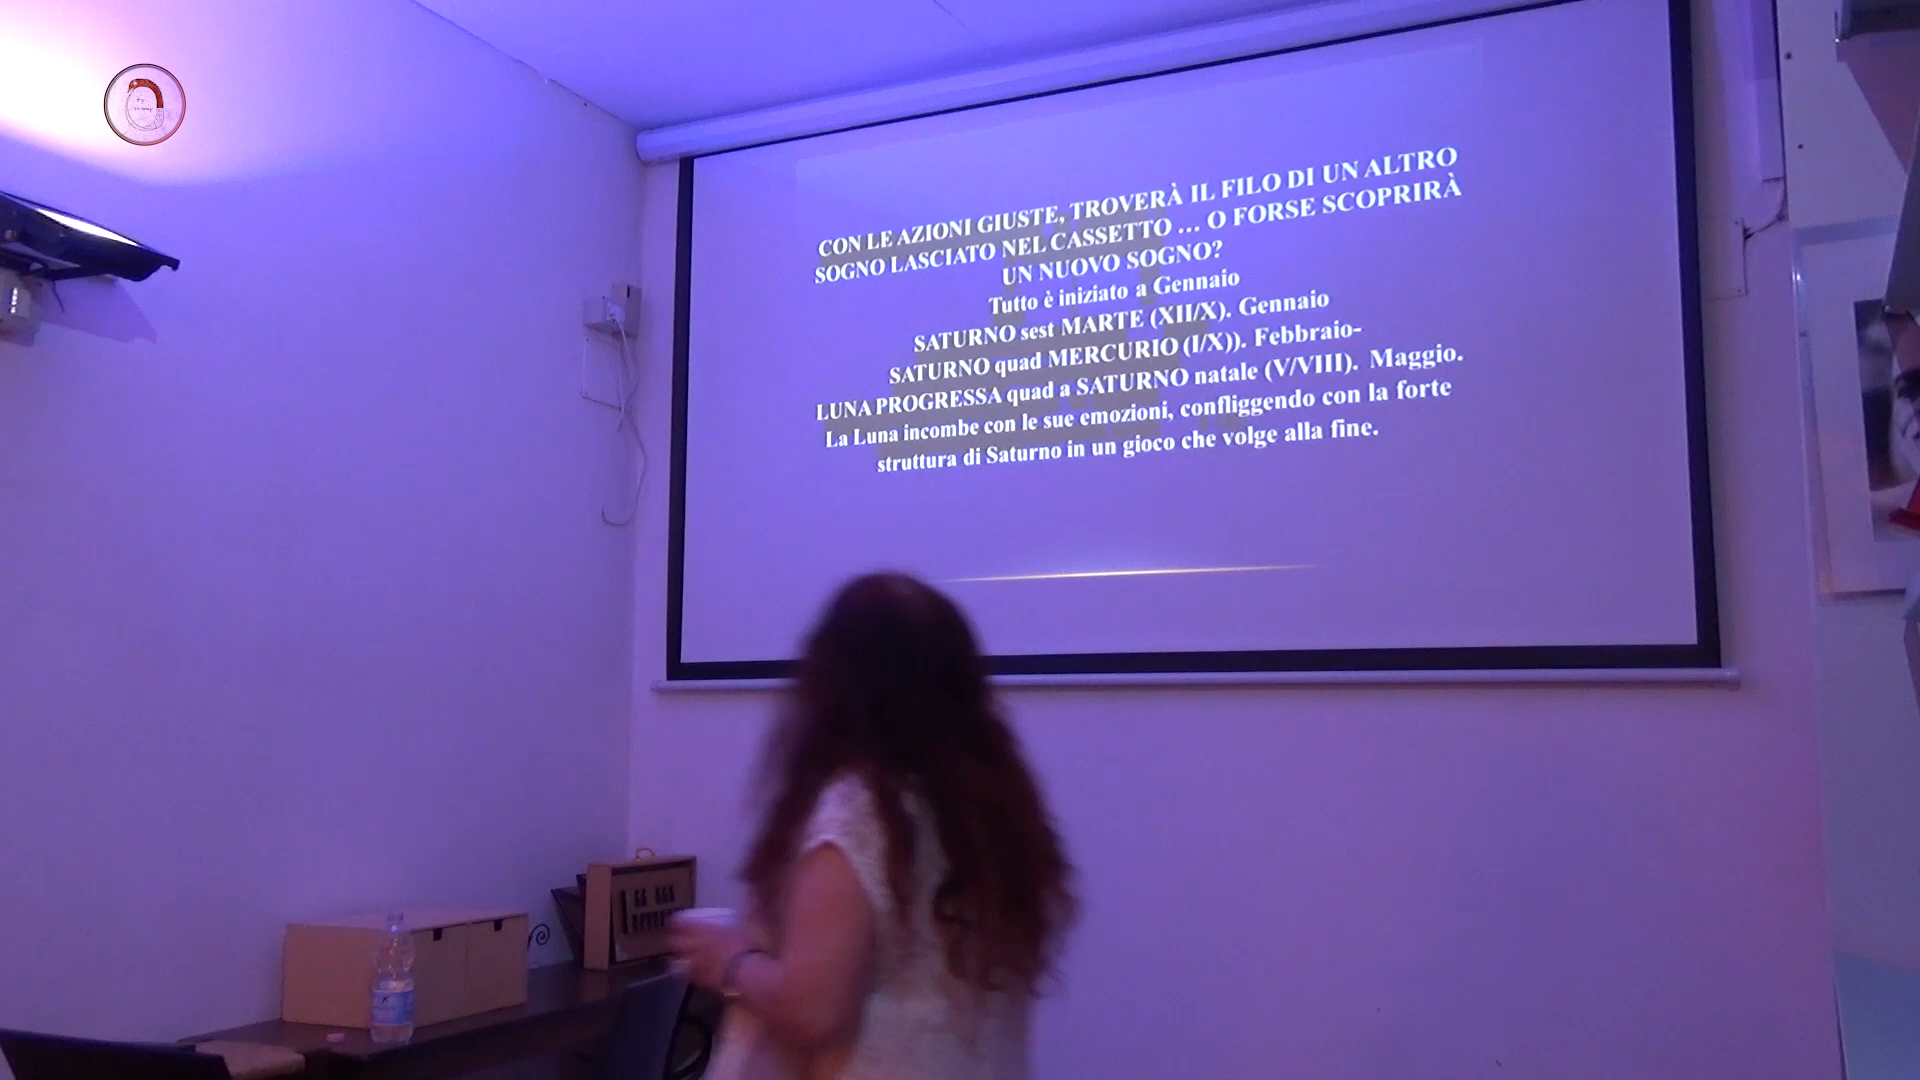 CON LE AZIONI GIUSTE, TROVERÀ IL FILO DI UN ALTRO
SOGNO LASCIATO NEL CASSETTO ... O FORSE SCOPRIRÀ
UN NUOVO SOGNO?
Tutto è iniziato a Gennaio
SATURNO sest MARTE (XII/X). Gennaio
SATURNO quad MERCURIO (I/X)). Febbraio-
LUNA PROGRESSA quad a SATURNO natale (V/VIII). Maggio.
La Luna incombe con le sue emozioni, confliggendo con la forte
struttura di Saturno in un gioco che volge alla fine.